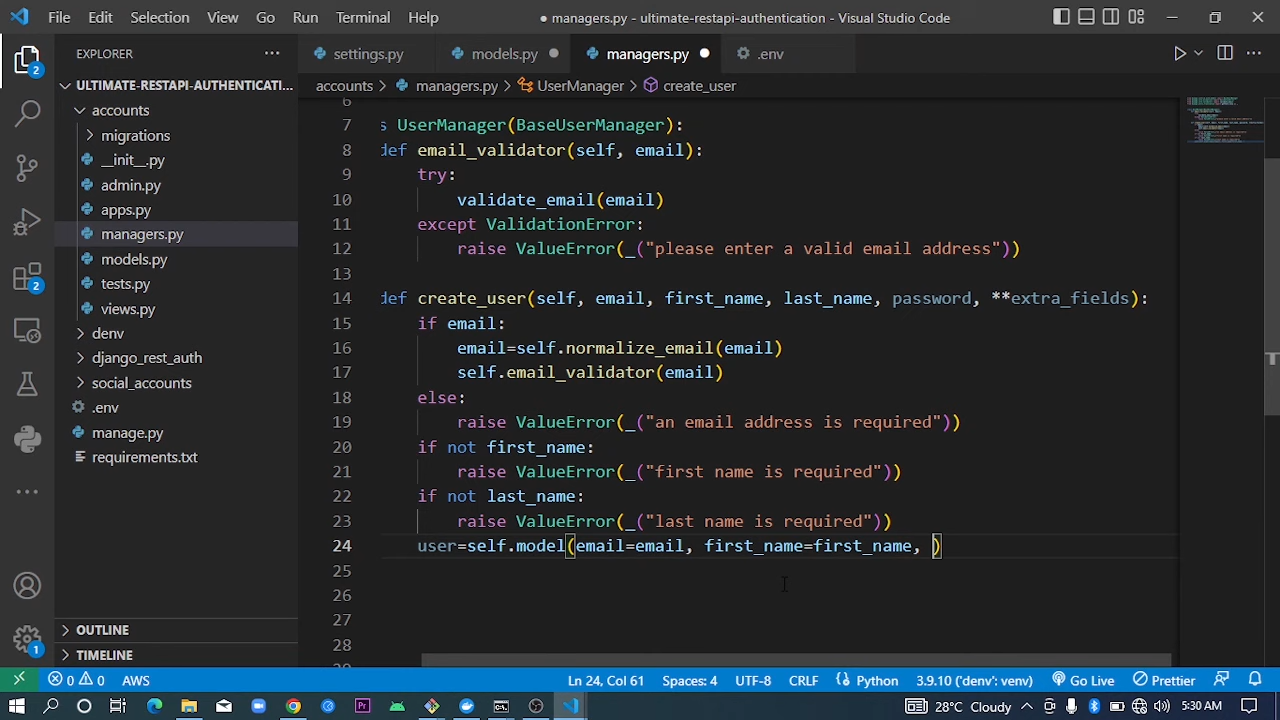 File Edit Selection View Go Run Terminal Help
● managers.py - ultimate-restapi-authentication - Visual Studio Code
EXPLORER
ULTIMATE-RESTAPI-AUTHENTICATI...
accounts
migrations
__init__.py
admin.py
apps.py
managers.py
models.py
tests.py
views.py
denv
django_rest_auth
social_accounts
.env
manage.py
requirements.txt
OUTLINE
TIMELINE
2
2
1
settings.py models.py managers.py .env
accounts > managers.py > UserManager > create_user
6
7 s UserManager(BaseUserManager):
8 def email_validator(self, email):
9 try:
10 validate_email(email)
11 except ValidationError:
12 raise ValueError(_("please enter a valid email address"))
13
14 def create_user(self, email, first_name, last_name, password, **extra_fields):
15 if email:
16 email=self.normalize_email(email)
17 self.email_validator(email)
18 else:
19 raise ValueError(_("an email address is required"))
20 if not first_name:
21 raise ValueError(_("first name is required"))
22 if not last_name:
23 raise ValueError(_("last name is required"))
24 user=self.model(email=email, first_name=first_name, )
25
26
27
28
0 0 AWS Ln 24, Col 61 Spaces: 4 UTF-8 CRLF Python 3.9.10 ('denv': venv) Go Live Prettier
28°C Cloudy 5:30 AM